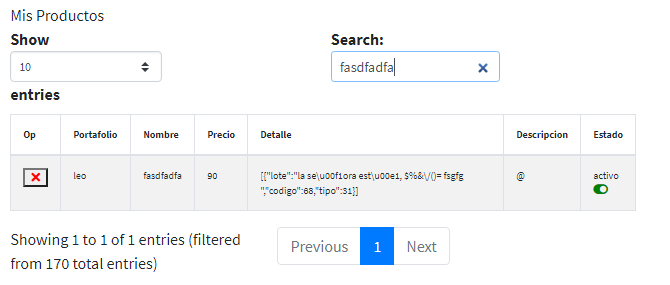 Mis Productos
Show
Search:
10
fasdfadfa
entries
Op Portafolio Nombre Precio Detalle Descripcion Estado
leo fasdfadfa 90 [{"lote":"la se\u00f1ora est\u00e1, $%&\/()= fsgfg @ activo
","codigo":68,"tipo":31}]
Showing 1 to 1 of 1 entries (filtered
from 170 total entries)
Previous 1 Next